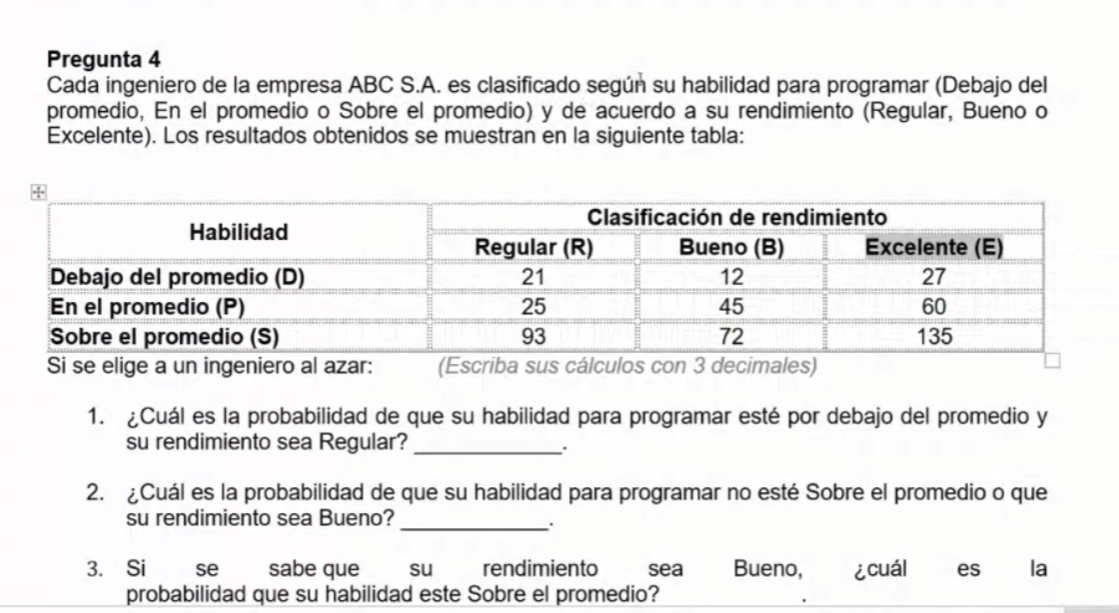 Pregunta 4
Cada ingeniero de la empresa ABC S.A. es clasificado según su habilidad para programar (Debajo del
promedio, En el promedio o Sobre el promedio) y de acuerdo a su rendimiento (Regular, Bueno o
Excelente). Los resultados obtenidos se muestran en la siguiente tabla:
Habilidad Clasificación de rendimiento
Regular (R) Bueno (B) Excelente (E)
Debajo del promedio (D) 21 12 27
En el promedio (P) 25 45 60
Sobre el promedio (S) 93 72 135
Si se elige a un ingeniero al azar: (Escriba sus cálculos con 3 decimales)
1. ¿Cuál es la probabilidad de que su habilidad para programar esté por debajo del promedio y
su rendimiento sea Regular? ____________.
2. ¿Cuál es la probabilidad de que su habilidad para programar no esté Sobre el promedio o que
su rendimiento sea Bueno? ____________.
3. Si se sabe que su rendimiento sea Bueno, ¿cuál es la
probabilidad que su habilidad este Sobre el promedio? .